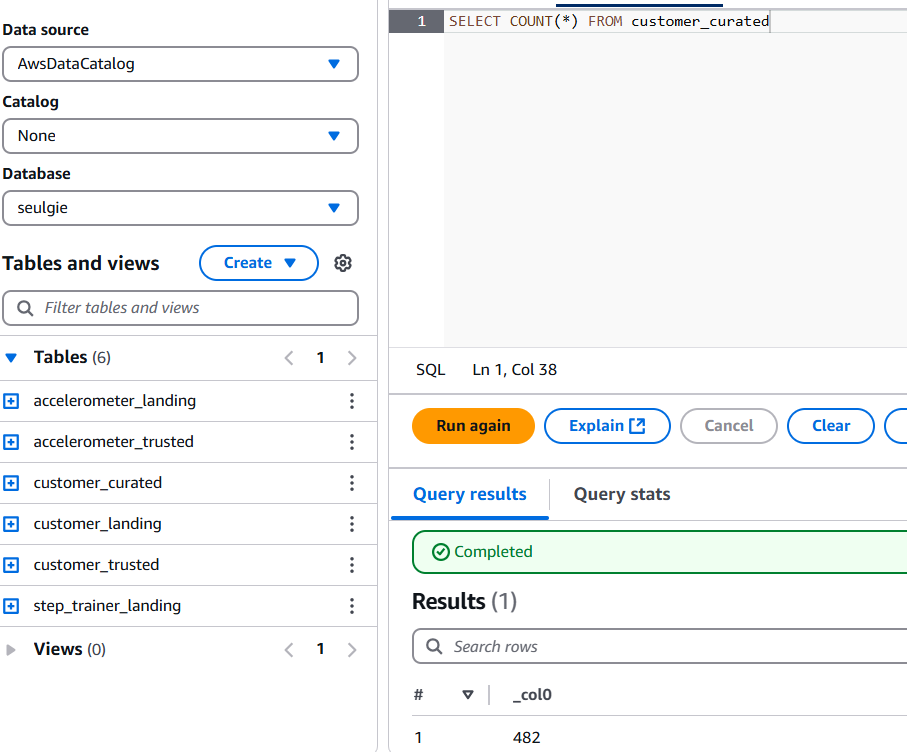 Data source
AwsDataCatalog
Catalog
None
Database
seulgie
Tables and views
Create
Filter tables and views
Tables (6)
1
accelerometer_landing
accelerometer_trusted
customer_curated
customer_landing
customer_trusted
step_trainer_landing
Views (0)
1
1 SELECT COUNT(*) FROM customer_curated
SQL Ln 1, Col 38
Run again Explain Cancel Clear
Query results Query stats
Completed
Results (1)
Search rows
# _col0
1 482